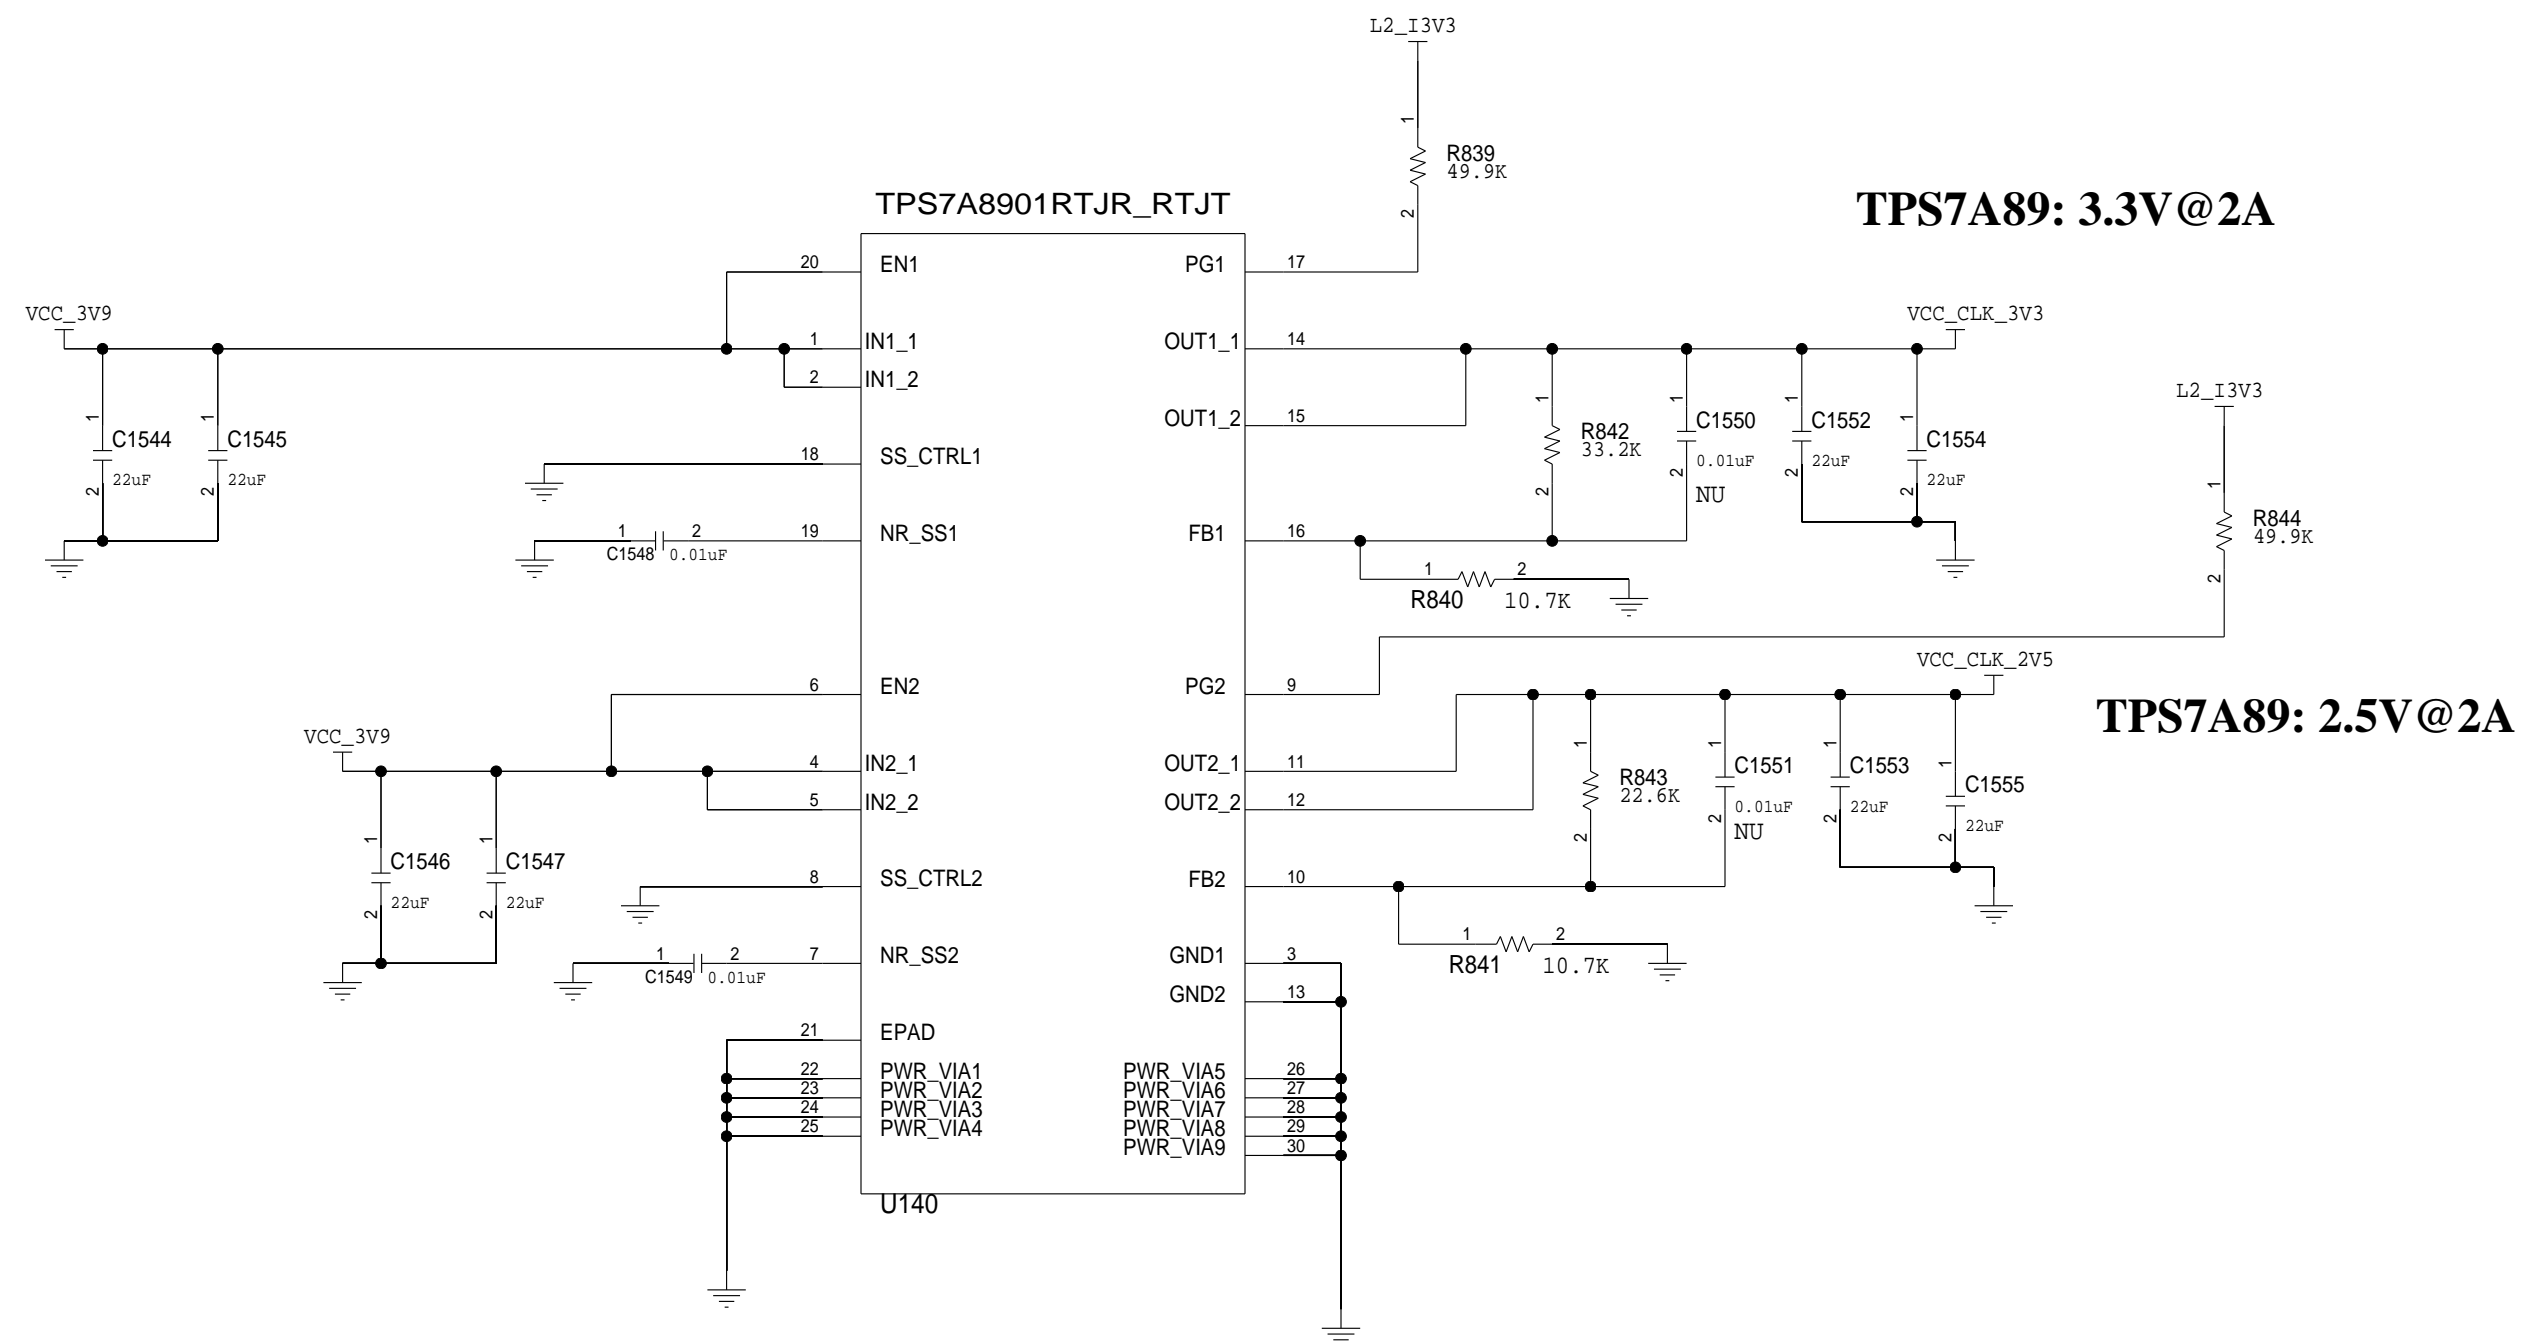 L2_I3V3
1
R839
49.9K
2
TPS7A8901RTJR_RTJT
TPS7A89: 3.3V@2A
20 EN1 PG1 17
VCC_3V9
VCC_CLK_3V3
1 IN1_1 OUT1_1 14
2 IN1_2
L2_I3V3
OUT1_2 15
1 C1544 22uF 2
1 C1545 22uF 2
1 R842 33.2K 2
1 C1550 0.01uF 2 NU
1 C1552 22uF 2
1 C1554 22uF 2
18 SS_CTRL1
1 R844 49.9K 2
1 C1548 2 0.01uF 19 NR_SS1
FB1 16
1 R840 2 10.7K
VCC_CLK_2V5
6 EN2 PG2 9
TPS7A89: 2.5V@2A
VCC_3V9
4 IN2_1 OUT2_1 11
5 IN2_2 OUT2_2 12
1 R843 22.6K 2
1 C1551 0.01uF 2 NU
1 C1553 22uF 2
1 C1555 22uF 2
1 C1546 22uF 2
1 C1547 22uF 2
8 SS_CTRL2 FB2 10
1 R841 2 10.7K
1 C1549 2 0.01uF 7 NR_SS2 GND1 3
GND2 13
21 EPAD
22 PWR_VIA1 PWR_VIA5 26
23 PWR_VIA2 PWR_VIA6 27
24 PWR_VIA3 PWR_VIA7 28
25 PWR_VIA4 PWR_VIA8 29
PWR_VIA9 30
U140